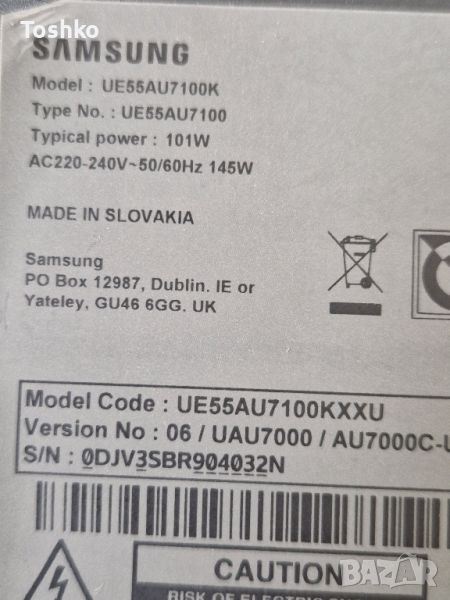 Toshko
SAMSUNG
Model : UE55AU7100K
Type No. : UE55AU7100
Typical power : 101W
AC220-240V~50/60Hz 145W
MADE IN SLOVAKIA
Samsung
PO Box 12987, Dublin. IE or
Yateley, GU46 6GG. UK
Model Code : UE55AU7100KXXU
Version No : 06 / UAU7000 / AU7000C-U
S/N : 0DJV3SBR904032N
CAUTION
RISK OF ELECTRIC
BAZAR